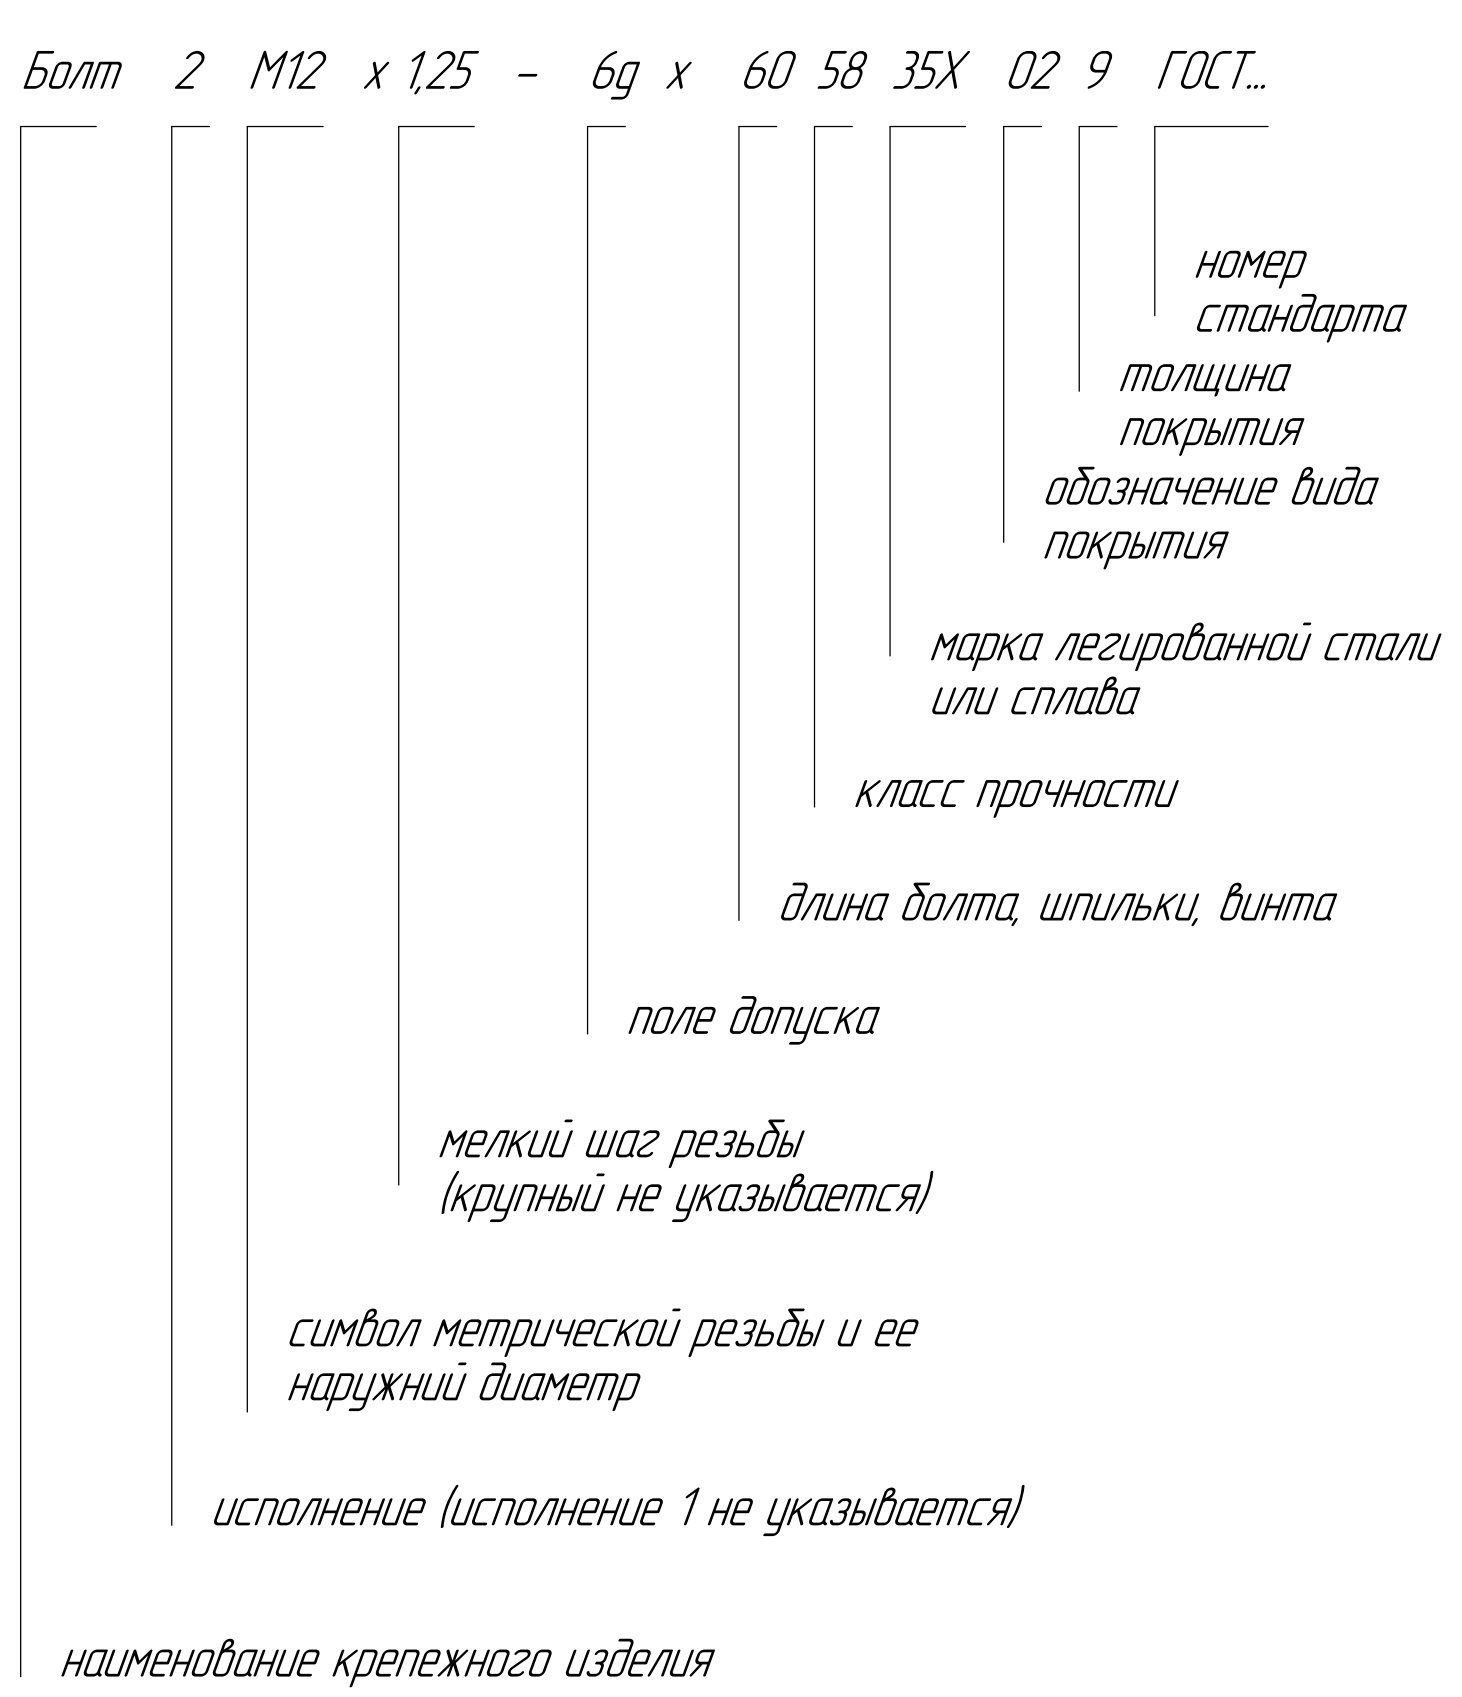 Болт 2 М12 х 1,25 - 6g х 60 58 35Х 02 9 ГОСТ...
номер
стандарта
толщина
покрытия
обозначение вида
покрытия
марка легированной стали
или сплава
класс прочности
длина болта, шпильки, винта
поле допуска
мелкий шаг резьбы
(крупный не указывается)
символ метрической резьбы и ее
наружний диаметр
исполнение (исполнение 1 не указывается)
наименование крепежного изделия